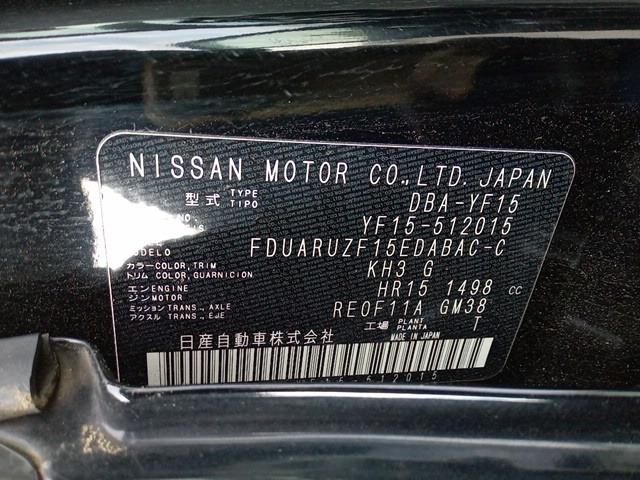 NISSAN MOTOR CO.,LTD. JAPAN
型式 TYPE TIPO DBA-YF15
NO. YF15-512015
MODELO FDUARUZF15EDABAC-C
カラー COLOR, TRIM
トリム COLOR, GUARNICION KH3 G
エンジン ENGINE MOTOR HR15 1498 cc
ミッション TRANS., AXLE
アクスル TRANS., EJE RE0F11A GM38
工場 PLANT PLANTA T
日産自動車株式会社 MADE IN JAPAN
YF15-512015